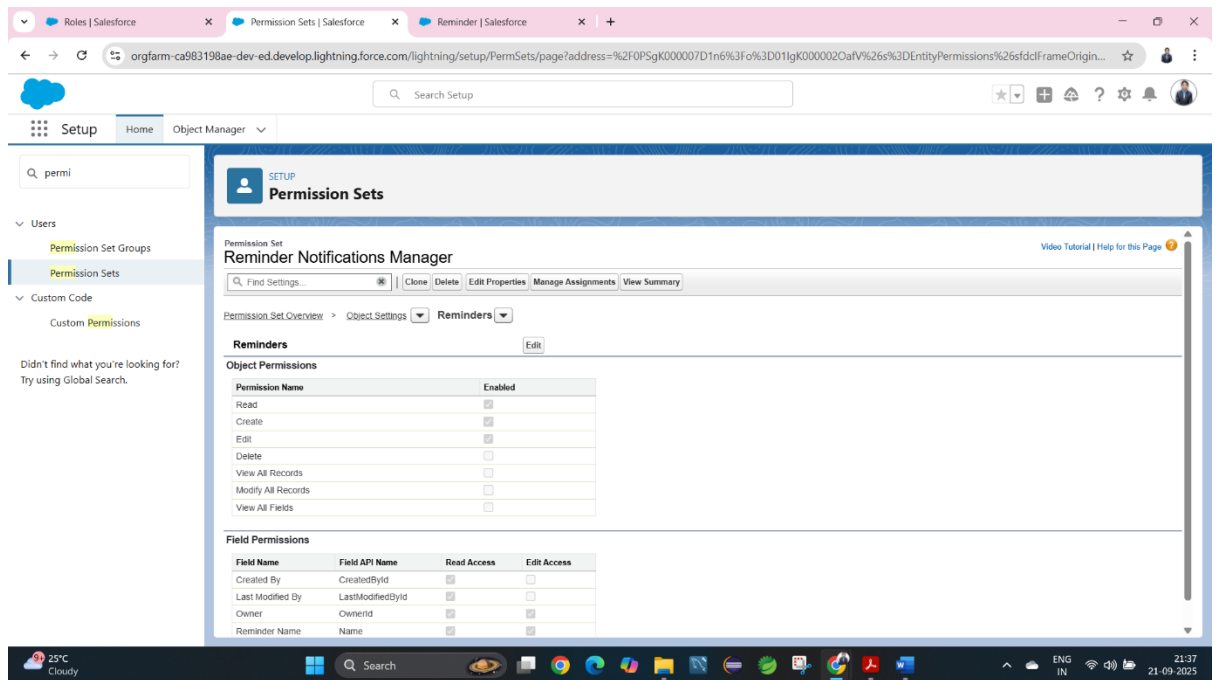 Roles | Salesforce
Permission Sets | Salesforce
Reminder | Salesforce
orgfarm-ca983198ae-dev-ed.develop.lightning.force.com/lightning/setup/PermSets/page?address=%2F0PSgK000007D1n6%3Fo%3D01IgK000002OafV%26s%3DEntityPermissions%26sfdcIFrameOrigin...
Search Setup
Setup Home Object Manager
permi
Users
Permission Set Groups
Permission Sets
Custom Code
Custom Permissions
Didn't find what you're looking for?
Try using Global Search.
SETUP
Permission Sets
Permission Set
Reminder Notifications Manager
Video Tutorial | Help for this Page
Find Settings... | Clone Delete Edit Properties Manage Assignments View Summary
Permission Set Overview > Object Settings Reminders
Reminders Edit
Object Permissions
Permission Name Enabled
Read
Create
Edit
Delete
View All Records
Modify All Records
View All Fields
Field Permissions
Field Name Field API Name Read Access Edit Access
Created By CreatedById
Last Modified By LastModifiedById
Owner OwnerId
Reminder Name Name
9+ 25°C
Cloudy
Search
ENG
IN
21:37
21-09-2025